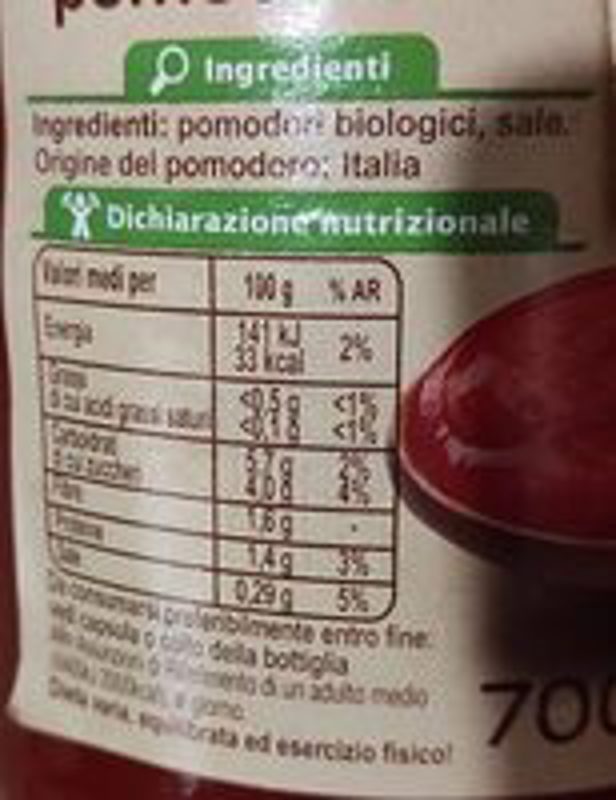 Ingredienti
Ingredienti: pomodori biologici, sale.
Origine del pomodoro: Italia
Dichiarazione nutrizionale
Valori medi per 100 g % AR
Energia 141 kJ
33 kcal 2%
Grassi <0,5 g <1%
di cui acidi grassi saturi <0,1 g <1%
Carboidrati 5,7 g 2%
di cui zuccheri 4,0 g 4%
Fibre 1,6 g -
Proteine 1,4 g 3%
Sale 0,29 g 5%
Da consumarsi preferibilmente entro fine:
vedi capsula o collo della bottiglia
di un adulto medio
al giorno
Dieta varia, equilibrata ed esercizio fisico!
700